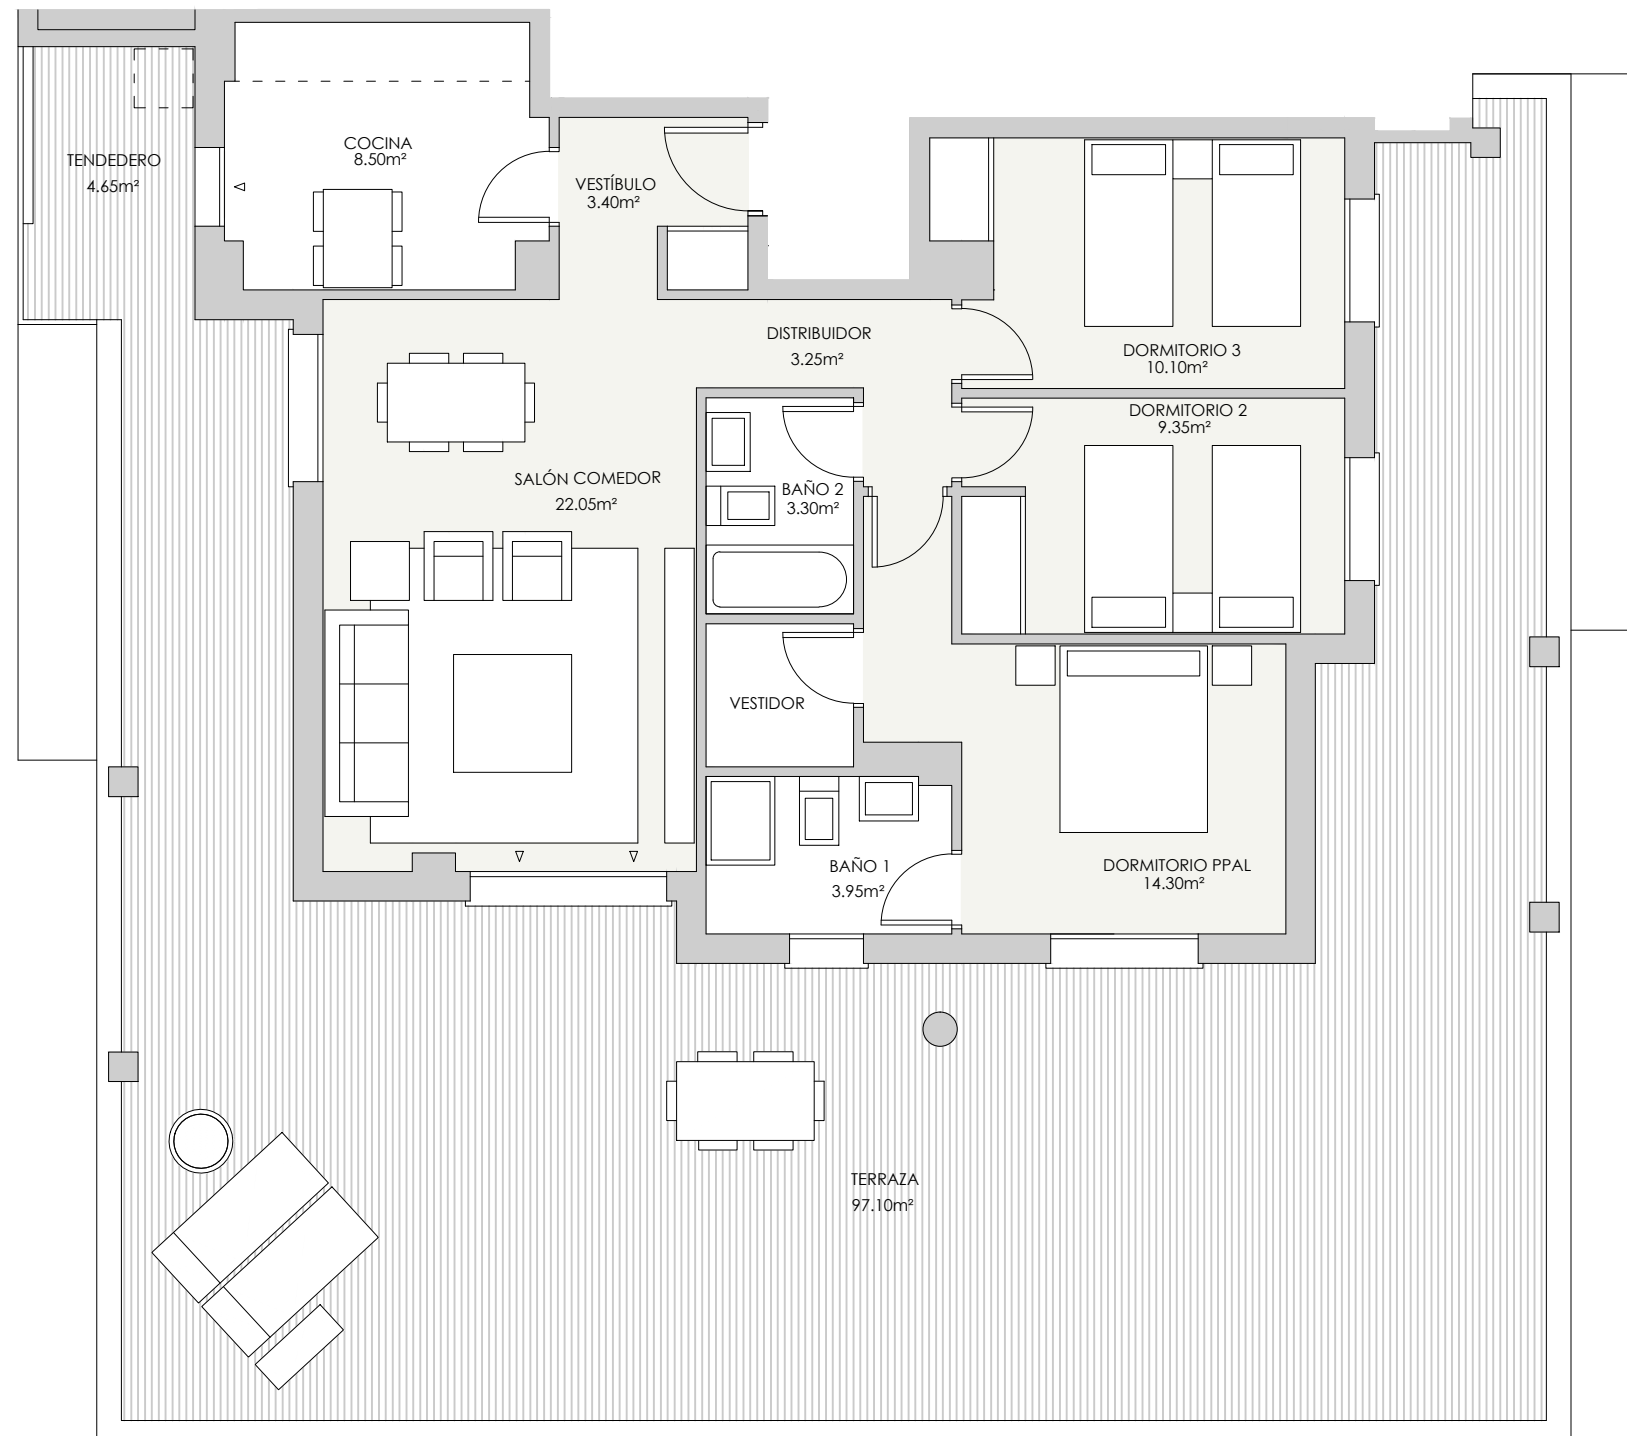 COCINA
8.50m²
TENDEDERO
4.65m²
VESTÍBULO
3.40m²
DISTRIBUIDOR
3.25m²
DORMITORIO 3
10.10m²
DORMITORIO 2
9.35m²
SALÓN COMEDOR
22.05m²
BAÑO 2
3.30m²
VESTIDOR
BAÑO 1
3.95m²
DORMITORIO PPAL
14.30m²
TERRAZA
97.10m²